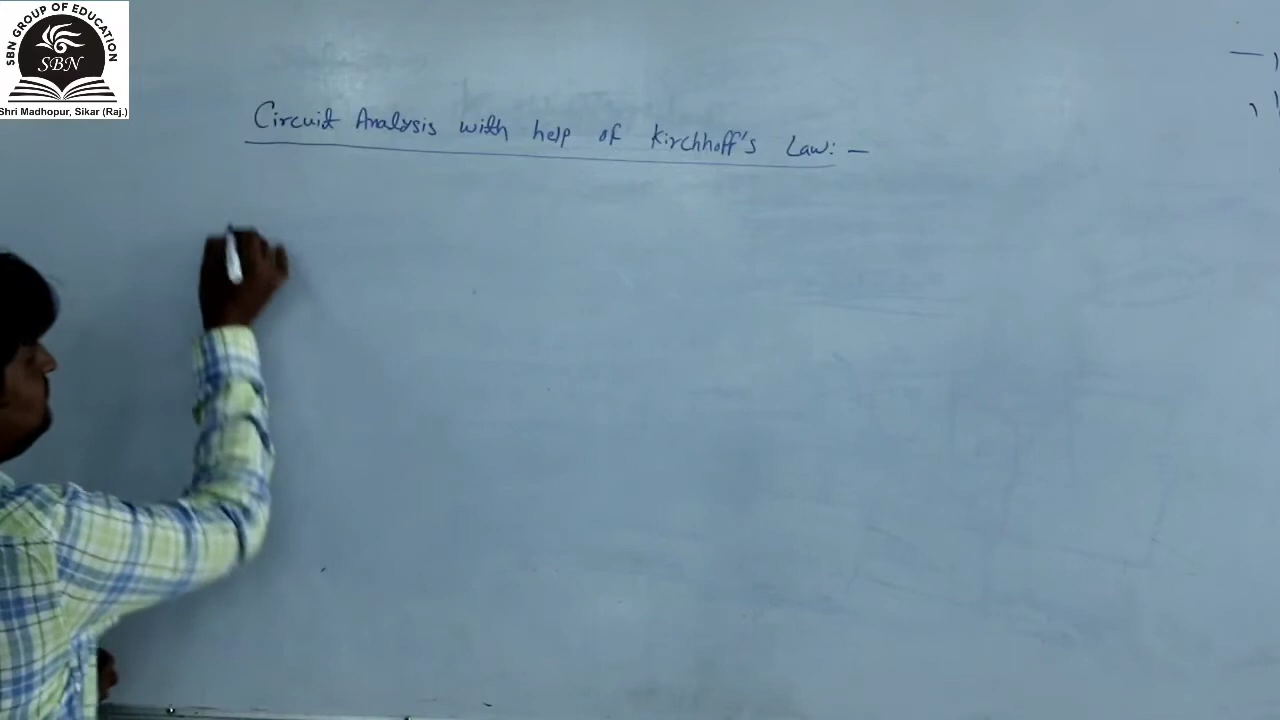 SBN GROUP OF EDUCATION
SBN
Shri Madhopur, Sikar (Raj.)
Circuit Analysis with help of Kirchhoff's Law: —